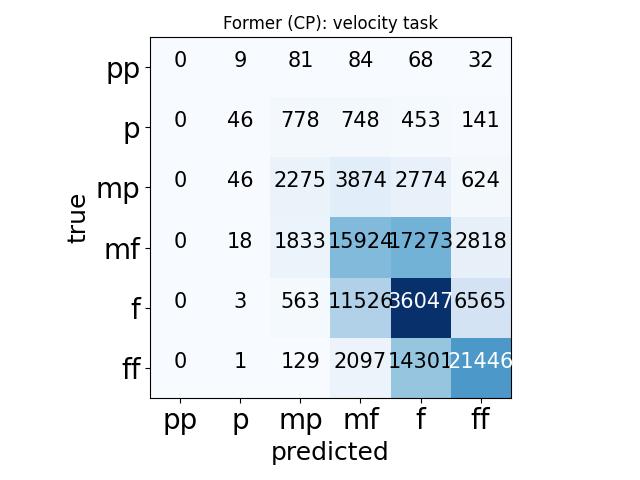 Former (CP): velocity task
pp 0 9 81 84 68 32
p 0 46 778 748 453 141
mp 0 46 2275 3874 2774 624
mf 0 18 1833 15924 17273 2818
f 0 3 563 11526 36047 6565
ff 0 1 129 2097 14301 21446
true
pp p mp mf f ff
predicted